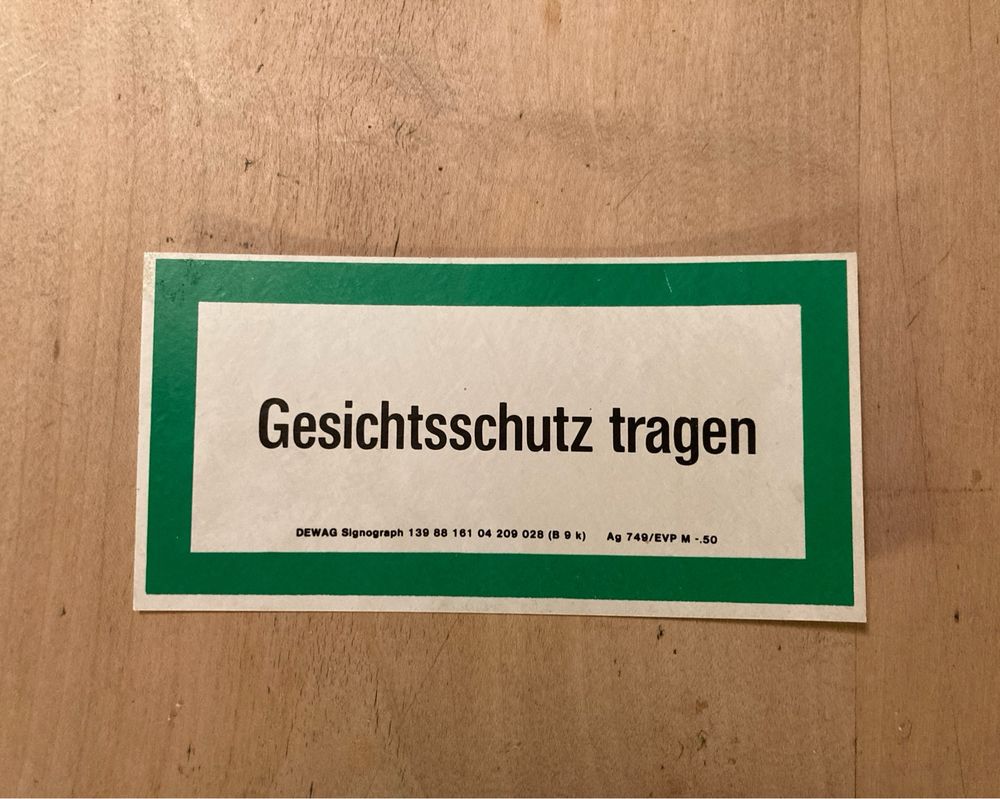 Gesichtsschutz tragen
DEWAG Signograph 139 88 161 04 209 028 (B 9 k) Ag 749/EVP M -.50